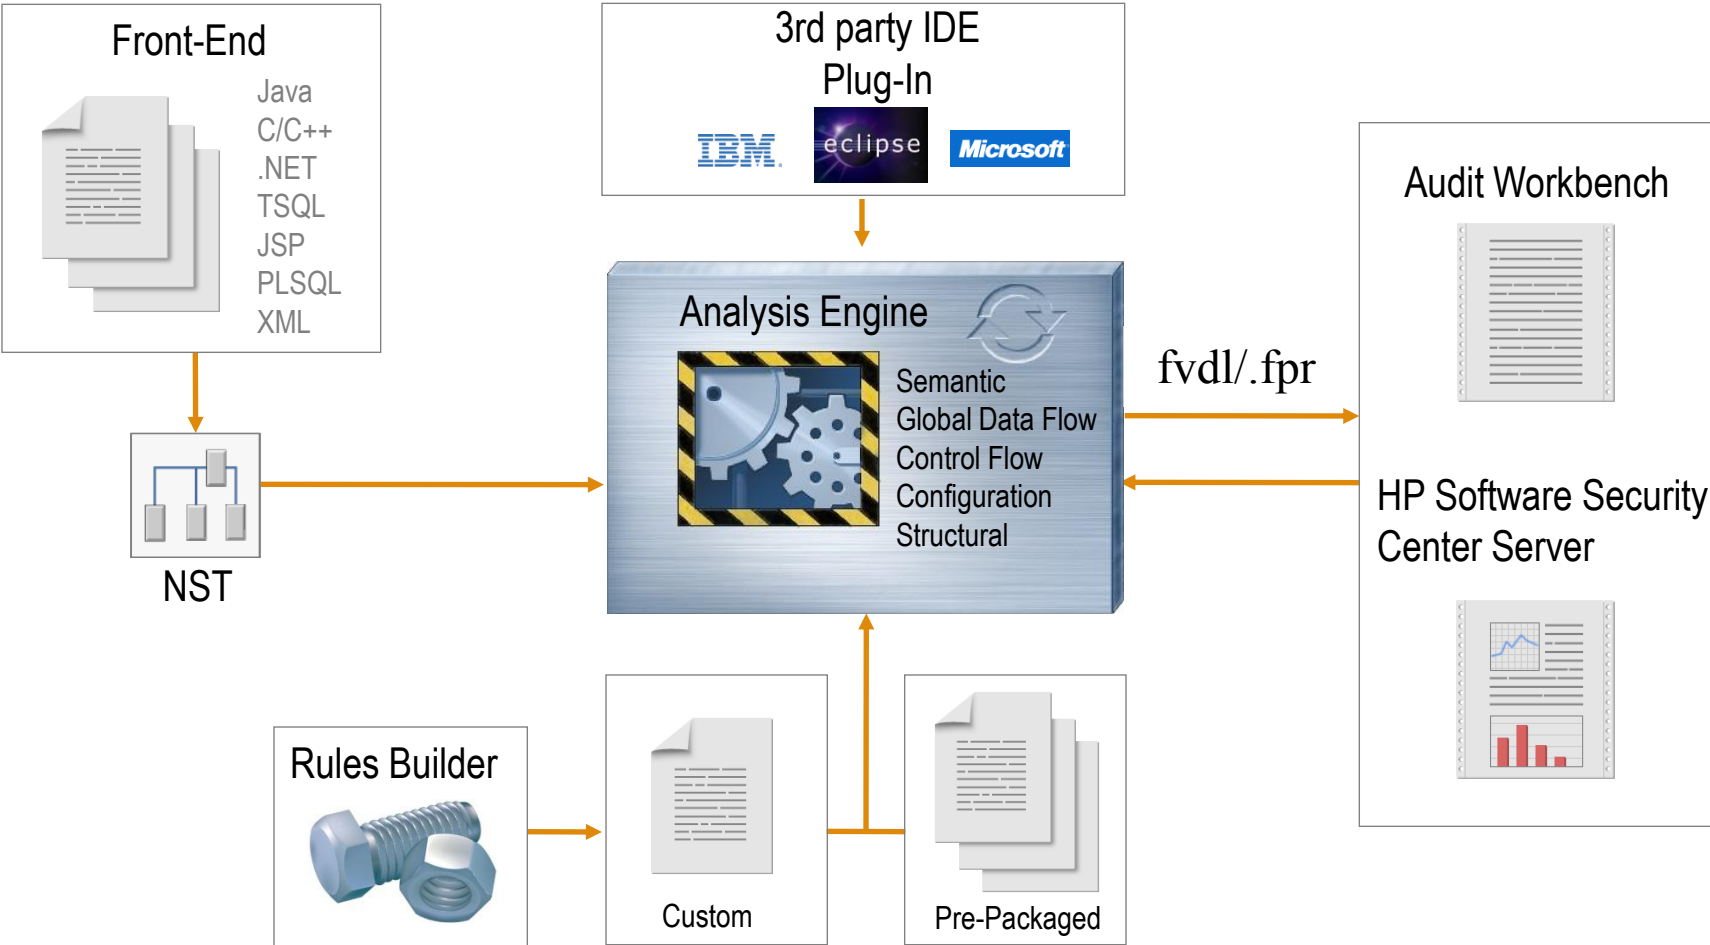 Front-End
Java
C/C++
.NET
TSQL
JSP
PLSQL
XML
3rd party IDE
Plug-In
IBM.
eclipse
Microsoft
Audit Workbench
Analysis Engine
Semantic
Global Data Flow
Control Flow
Configuration
Structural
fvdl/.fpr
HP Software Security
Center Server
NST
Rules Builder
Custom
Pre-Packaged